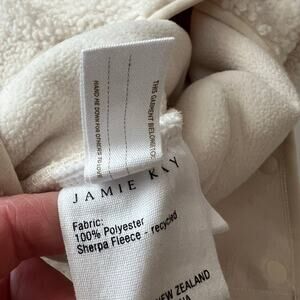 THIS GARMENT BELONGS TO:
HAND ME DOWN FOR OTHERS TO LOVE
JAMIE KAY
Fabric:
100% Polyester
Sherpa Fleece - recycled
NEW ZEALAND